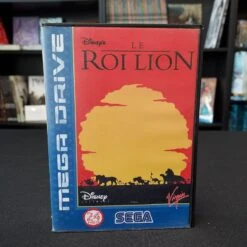 Disney's
LE
ROI LION
MEGA DRIVE
Disney
SEGA
Virgin